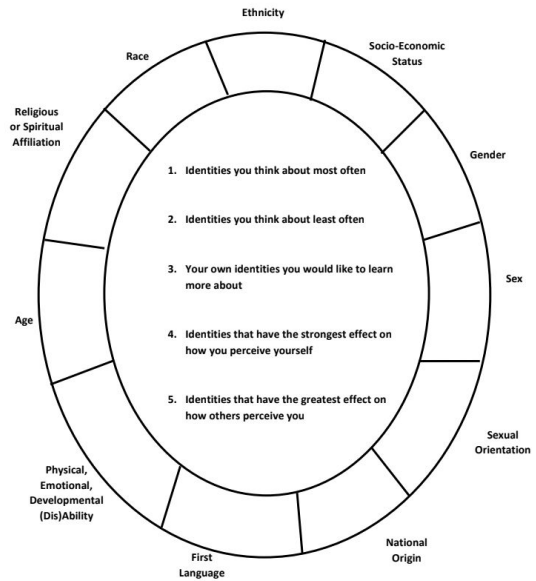 Ethnicity
Socio-Economic
Status
Gender
Sex
Sexual
Orientation
National
Origin
First
Language
Physical,
Emotional,
Developmental
(Dis)Ability
Age
Religious
or Spiritual
Affiliation
Race
1. Identities you think about most often
2. Identities you think about least often
3. Your own identities you would like to learn
more about
4. Identities that have the strongest effect on
how you perceive yourself
5. Identities that have the greatest effect on
how others perceive you